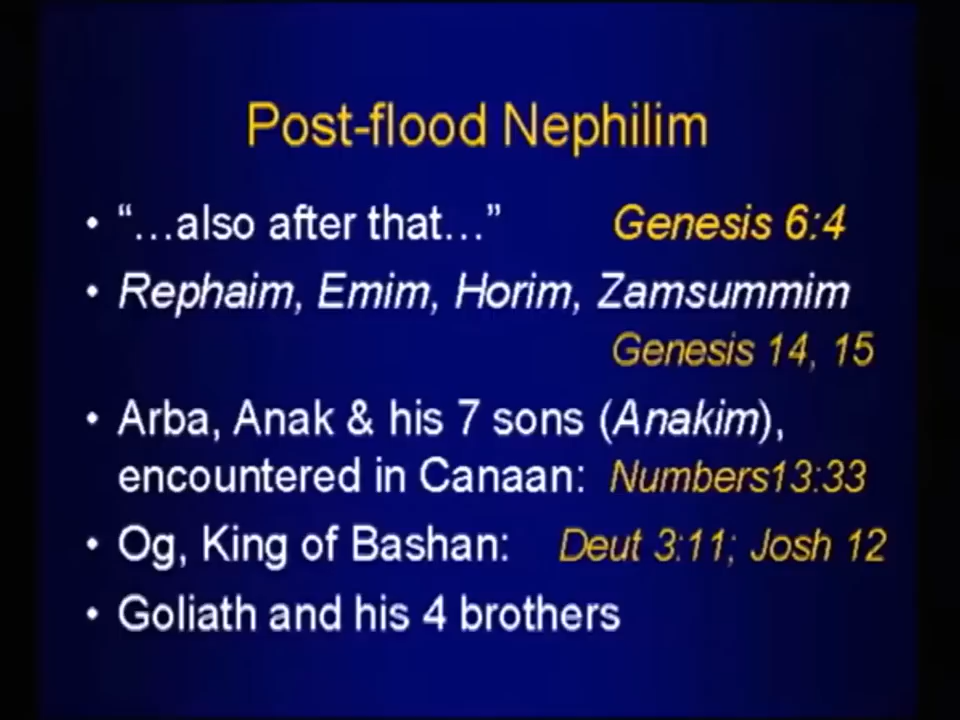 Post-flood Nephilim
• “…also after that…” Genesis 6:4
• Rephaim, Emim, Horim, Zamsummim
Genesis 14, 15
• Arba, Anak & his 7 sons (Anakim),
encountered in Canaan: Numbers13:33
• Og, King of Bashan: Deut 3:11; Josh 12
• Goliath and his 4 brothers